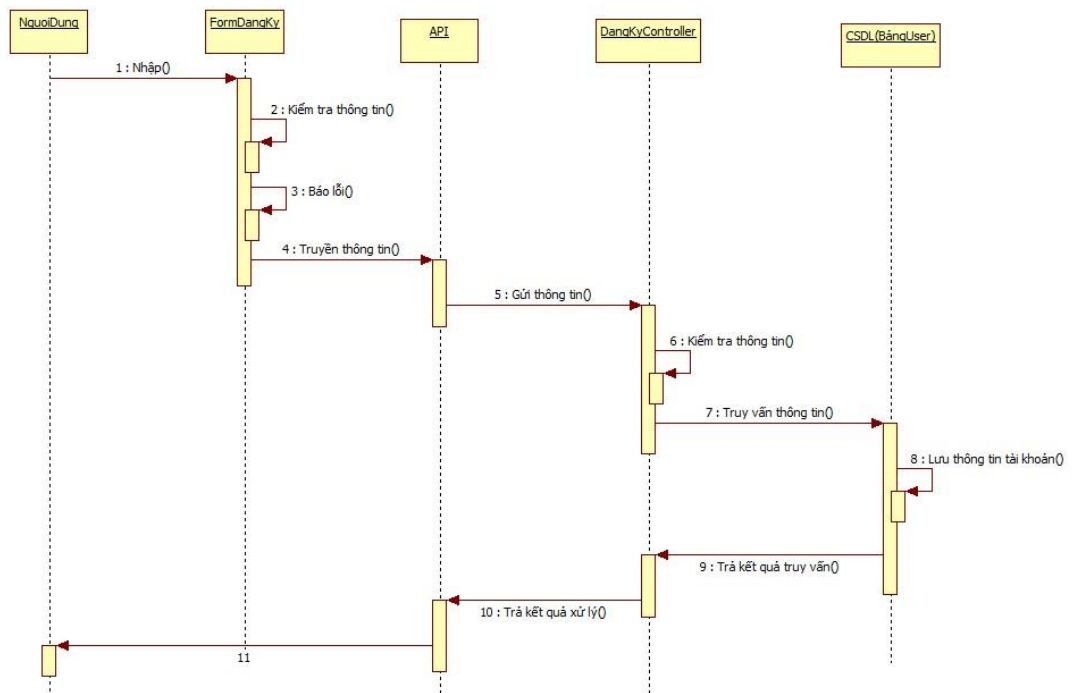 NguoiDung
FormDangKy
API
DangKyController
CSDL(BảngUser)
1 : Nhập()
2 : Kiểm tra thông tin()
3 : Báo lỗi()
4 : Truyền thông tin()
5 : Gửi thông tin()
6 : Kiểm tra thông tin()
7 : Truy vấn thông tin()
8 : Lưu thông tin tài khoản()
9 : Trả kết quả truy vấn()
10 : Trả kết quả xử lý()
11